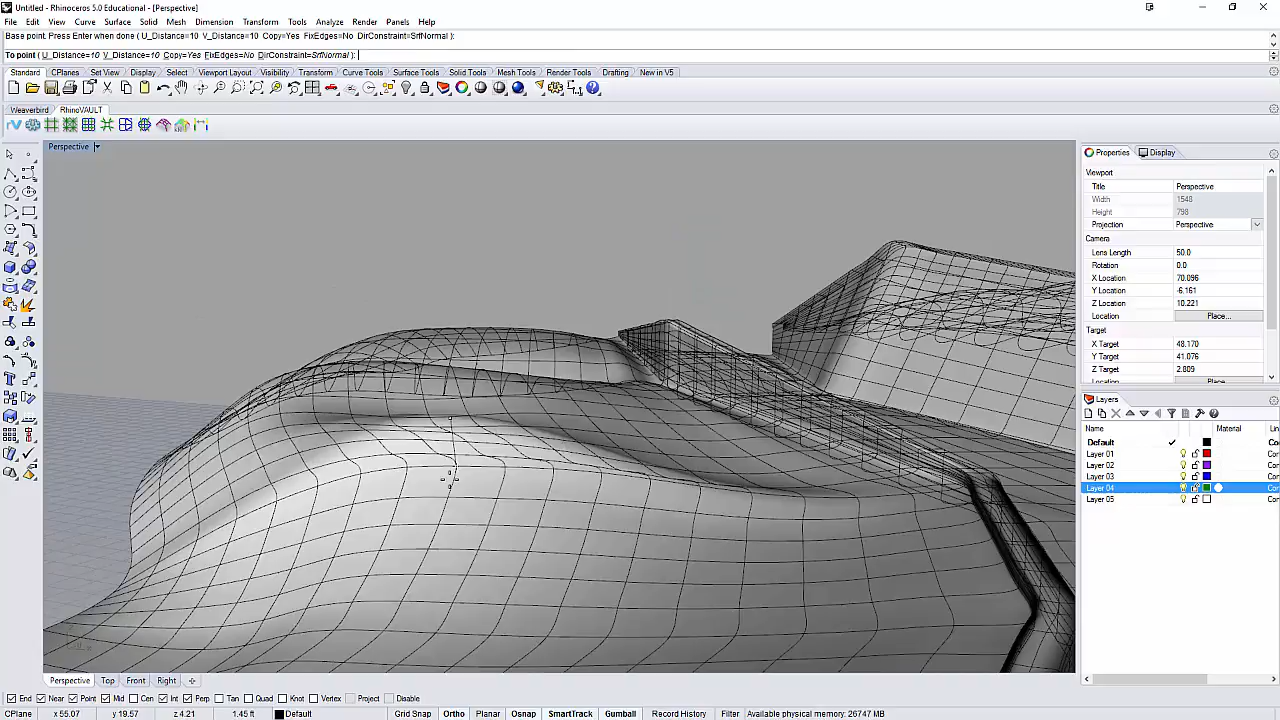 Untitled - Rhinoceros 5.0 Educational - [Perspective]
File Edit View Curve Surface Solid Mesh Dimension Transform Tools Analyze Render Panels Help
Base point. Press Enter when done ( U_Distance=10 V_Distance=10 Copy=Yes FixEdges=No DirConstraint=SrfNormal ):
To point ( U_Distance=10 V_Distance=10 Copy=Yes FixEdges=No DirConstraint=SrfNormal ):
Standard CPlanes Set View Display Select Viewport Layout Visibility Transform Curve Tools Surface Tools Solid Tools Mesh Tools Render Tools Drafting New in V5
Weaverbird RhinoVAULT
Perspective
Properties Display
Viewport
Title Perspective
Width 1548
Height 798
Projection Perspective
Camera
Lens Length 50.0
Rotation 0.0
X Location 70.096
Y Location -6.161
Z Location 10.221
Location Place...
Target
X Target 48.170
Y Target 41.076
Z Target 2.809
Location Place...
Layers
Name Material Lin
Default Cor
Layer 01 Cor
Layer 02 Cor
Layer 03 Cor
Layer 04 Cor
Layer 05 Cor
Perspective Top Front Right
End Near Point Mid Cen Int Perp Tan Quad Knot Vertex Project Disable
CPlane x 55.07 y 19.57 z 4.21 1.45 ft Default Grid Snap Ortho Planar Osnap SmartTrack Gumball Record History Filter Available physical memory: 26747 MB